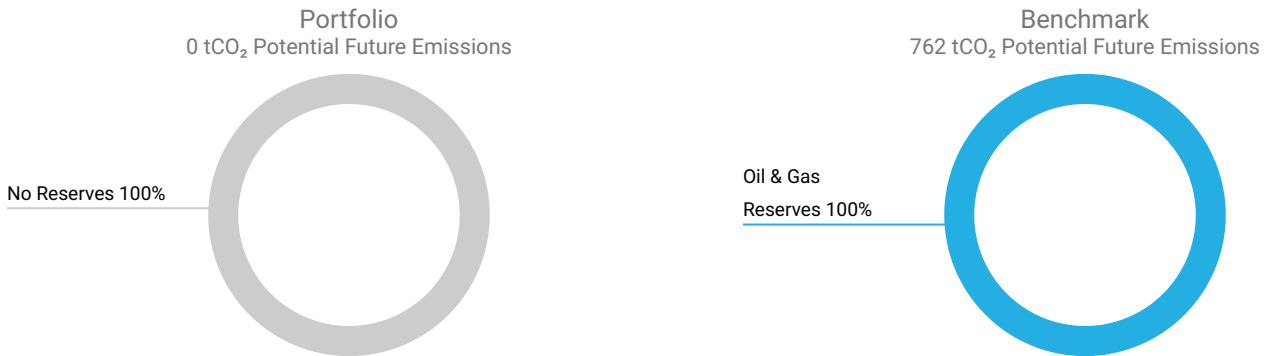 Portfolio
0 tCO₂ Potential Future Emissions
No Reserves 100%
Benchmark
762 tCO₂ Potential Future Emissions
Oil & Gas
Reserves 100%